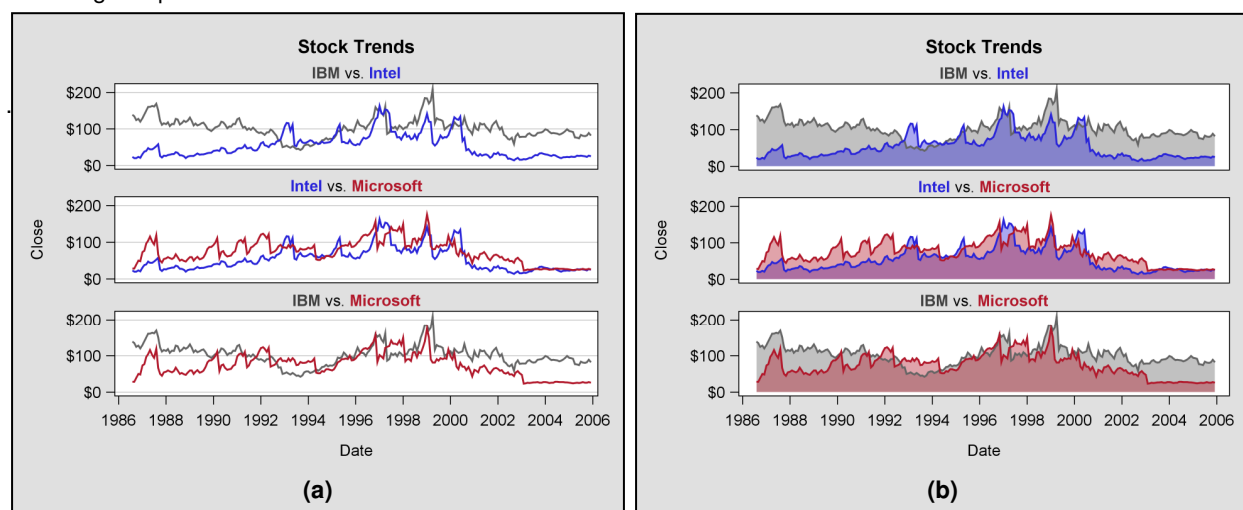 Stock Trends
IBM vs. Intel
$200
$100
$0
Intel vs. Microsoft
$200
$100
$0
IBM vs. Microsoft
$200
$100
$0
Close
1986 1988 1990 1992 1994 1996 1998 2000 2002 2004 2006
Date
(a)
Stock Trends
IBM vs. Intel
$200
$100
$0
Intel vs. Microsoft
$200
$100
$0
IBM vs. Microsoft
$200
$100
$0
Close
1986 1988 1990 1992 1994 1996 1998 2000 2002 2004 2006
Date
(b)